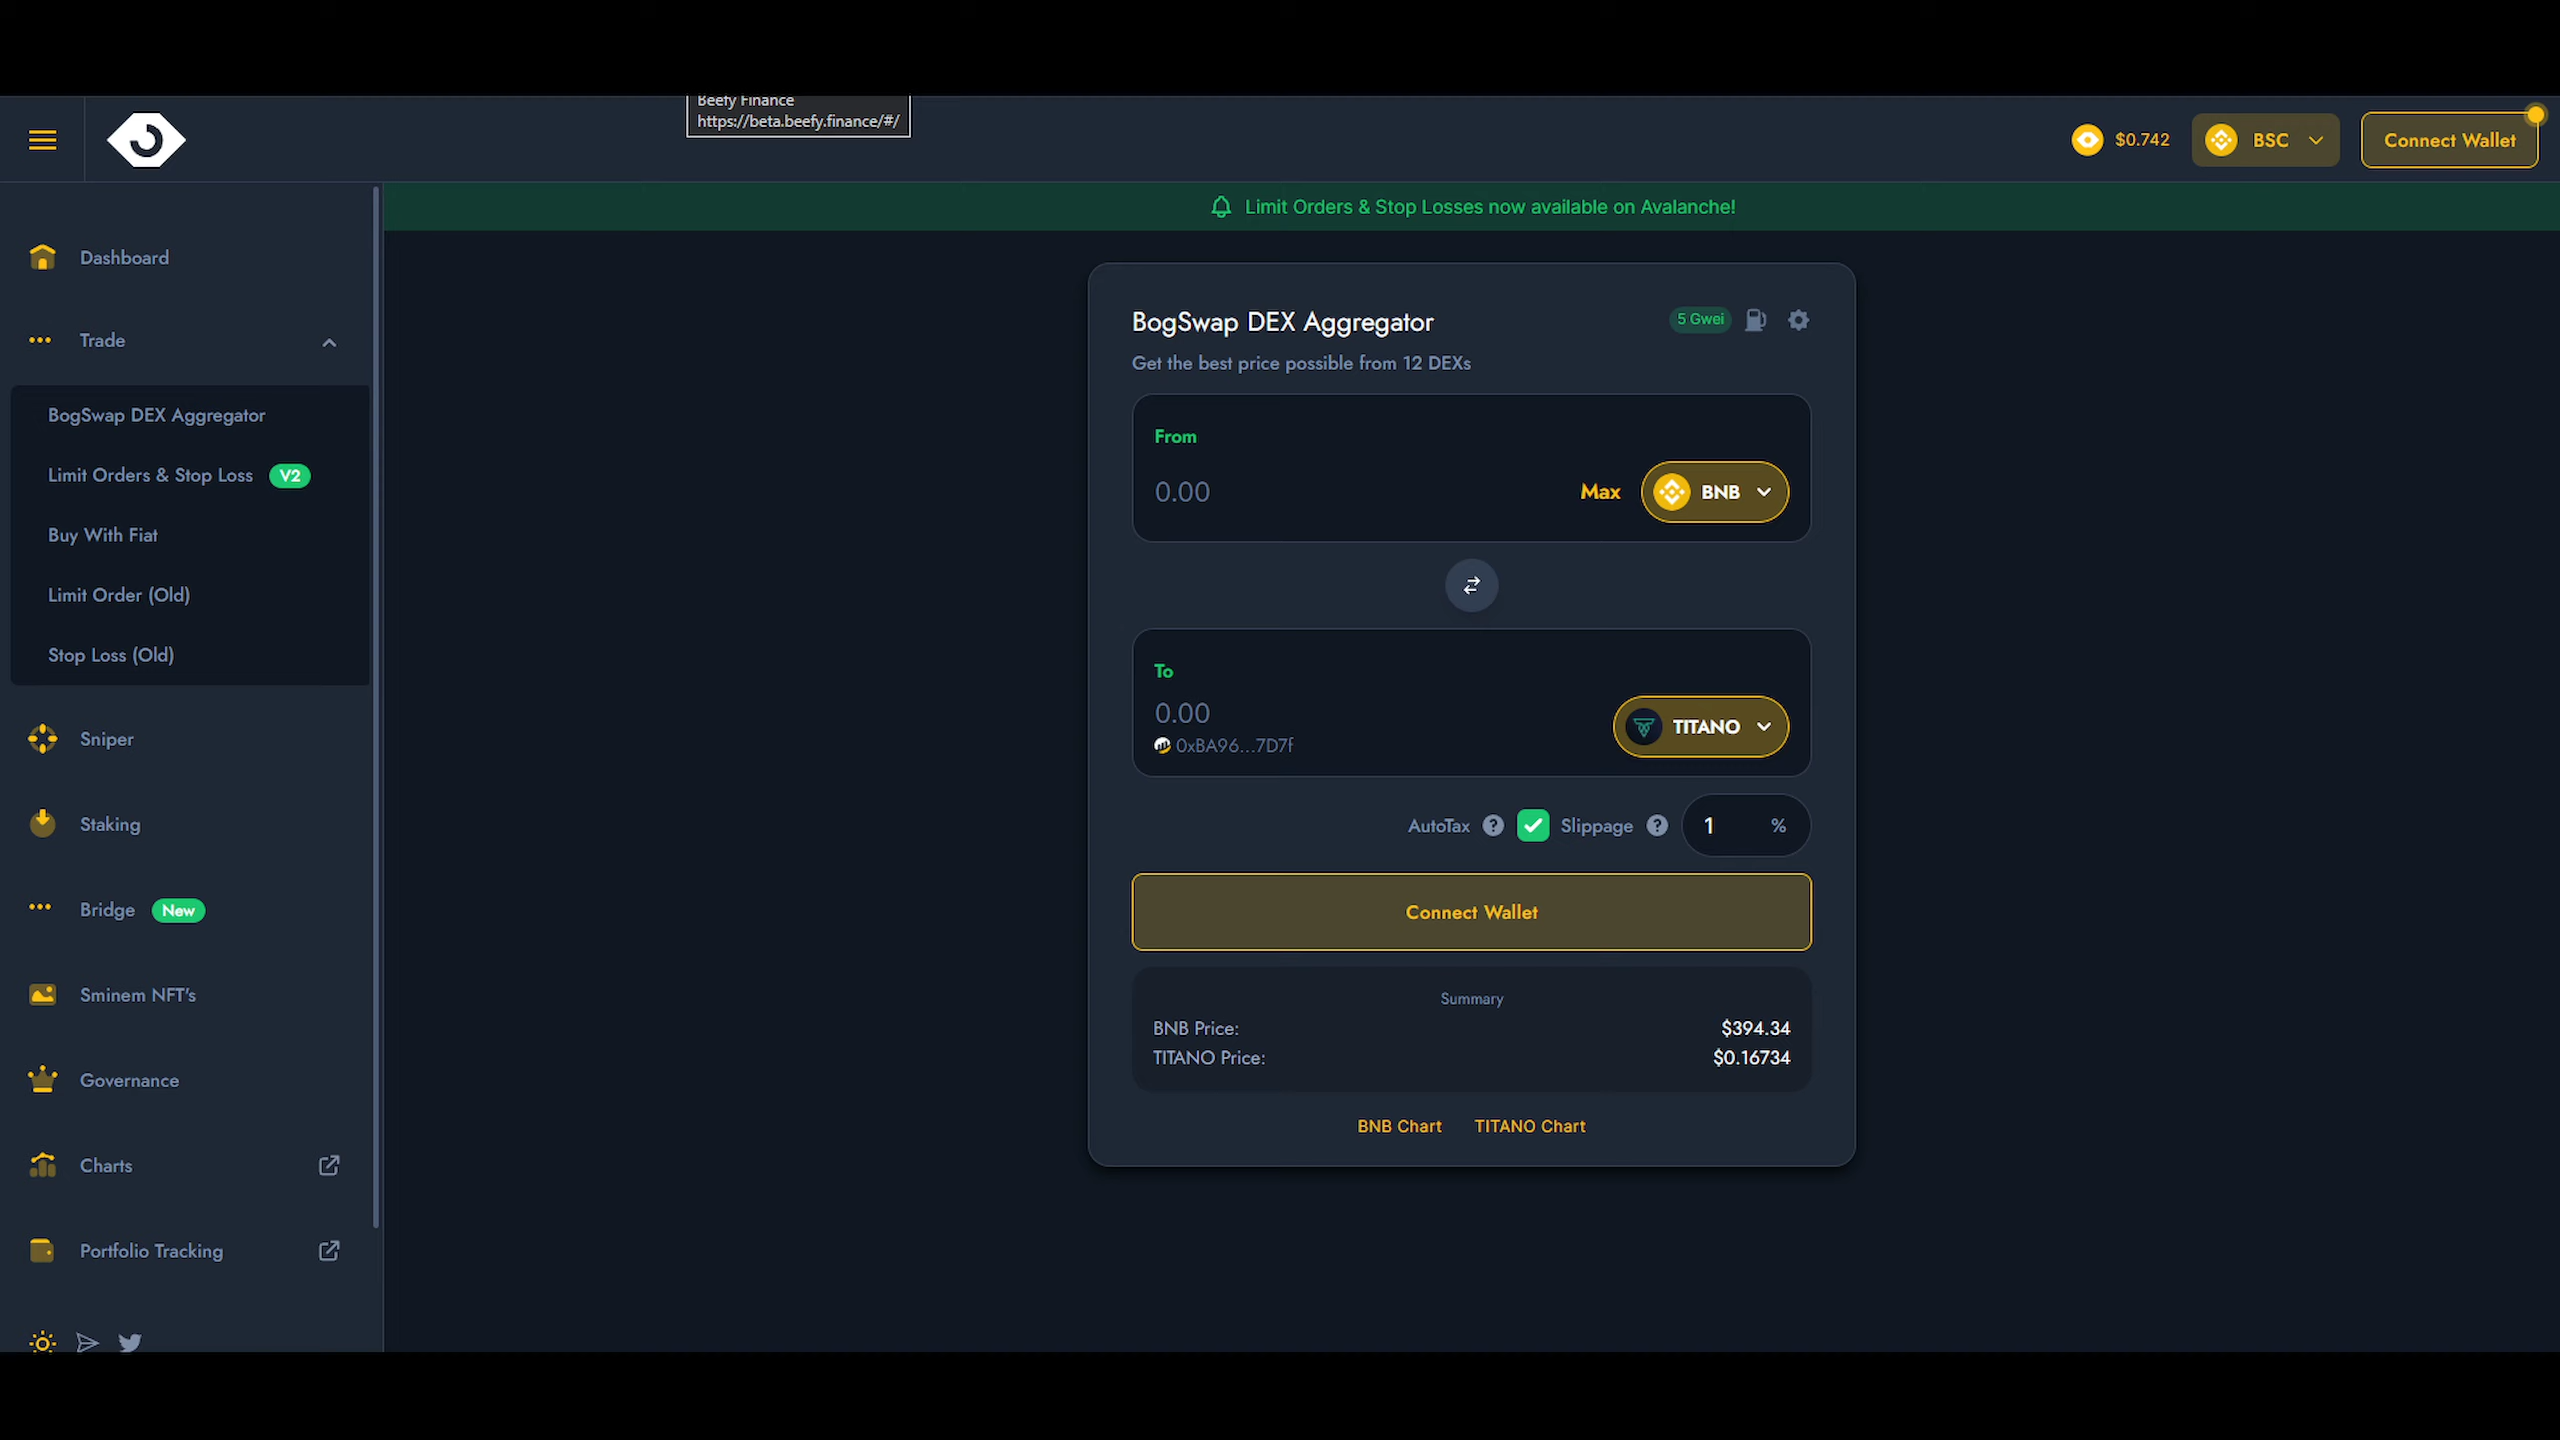 Beefy Finance
https://beta.beefy.finance/#/
$0.742
BSC
Connect Wallet
Limit Orders & Stop Losses now available on Avalanche!
Dashboard
Trade
BogSwap DEX Aggregator
Limit Orders & Stop Loss V2
Buy With Fiat
Limit Order (Old)
Stop Loss (Old)
Sniper
Staking
Bridge New
Sminem NFT's
Governance
Charts
Portfolio Tracking
BogSwap DEX Aggregator
5 Gwei
Get the best price possible from 12 DEXs
From
0.00
Max
BNB
To
0.00
0xBA96...7D7f
TITANO
AutoTax ? Slippage ? 1 %
Connect Wallet
Summary
BNB Price: $394.34
TITANO Price: $0.16734
BNB Chart TITANO Chart